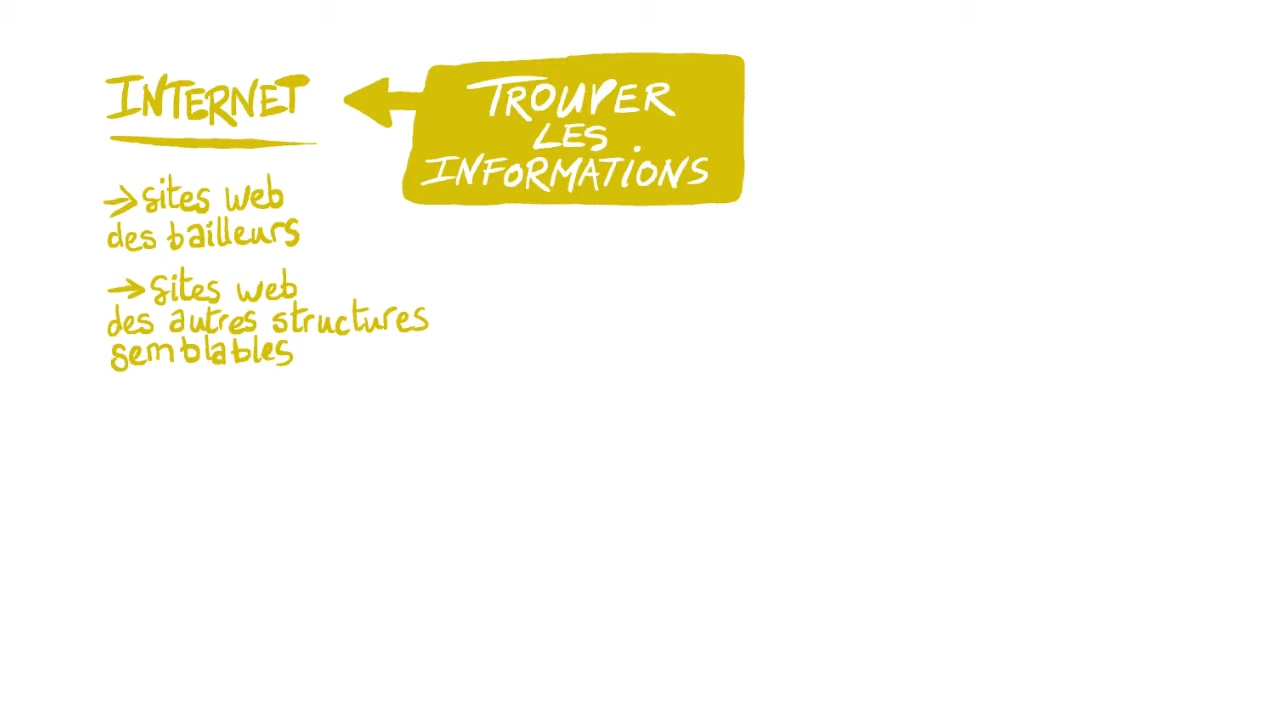 INTERNET
→ sites web
des bailleurs
→ sites web
des autres structures
semblables
TROUVER
LES
INFORMATIONS